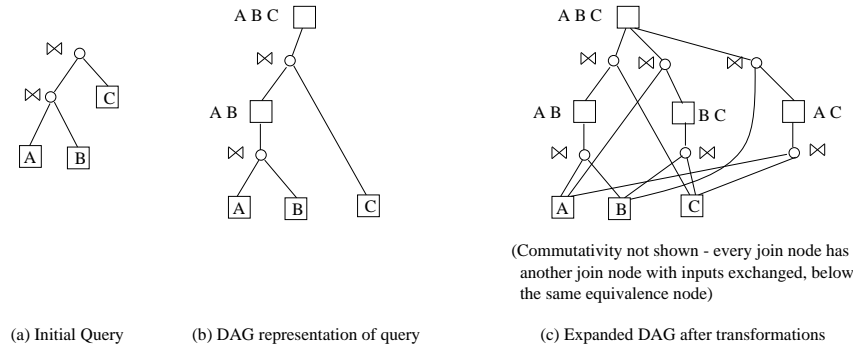 A B C
A B C
⋈
⋈
⋈
⋈
⋈
⋈
C
A B
A B
B C
A C
A
B
⋈
⋈
⋈
⋈
A
B
C
A
B
C
(Commutativity not shown - every join node has
another join node with inputs exchanged, below
the same equivalence node)
(a) Initial Query
(b) DAG representation of query
(c) Expanded DAG after transformations